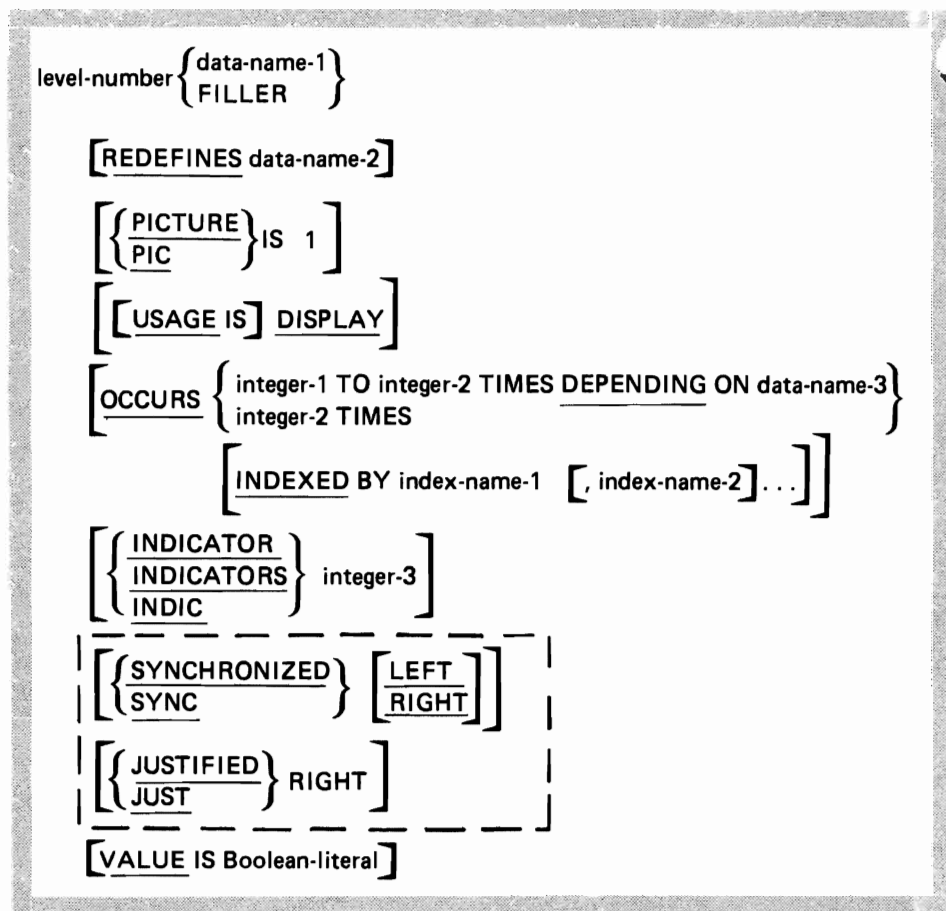 level-number { data-name-1
FILLER }
[REDEFINES data-name-2]
[ { PICTURE
PIC } IS 1 ]
[ [USAGE IS] DISPLAY ]
[ OCCURS { integer-1 TO integer-2 TIMES DEPENDING ON data-name-3
integer-2 TIMES }
[ INDEXED BY index-name-1 [, index-name-2] . . . ] ]
[ { INDICATOR
INDICATORS
INDIC } integer-3 ]
[ { SYNCHRONIZED
SYNC } [ LEFT
RIGHT ] ]
[ { JUSTIFIED
JUST } RIGHT ]
[VALUE IS Boolean-literal]